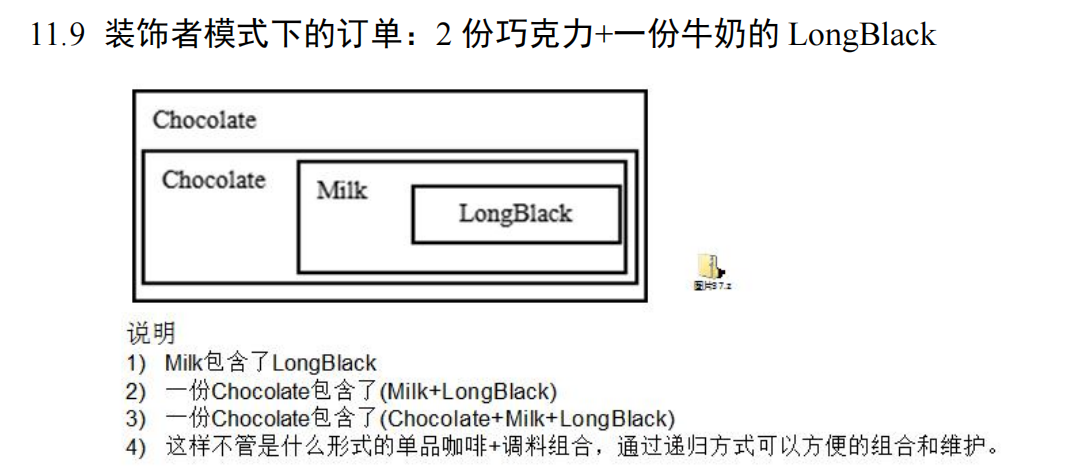 11.9 装饰者模式下的订单：2 份巧克力+一份牛奶的 LongBlack
Chocolate
Chocolate
Milk
LongBlack
说明
1) Milk包含了LongBlack
2) 一份Chocolate包含了(Milk+LongBlack)
3) 一份Chocolate包含了(Chocolate+Milk+LongBlack)
4) 这样不管是什么形式的单品咖啡+调料组合，通过递归方式可以方便的组合和维护。